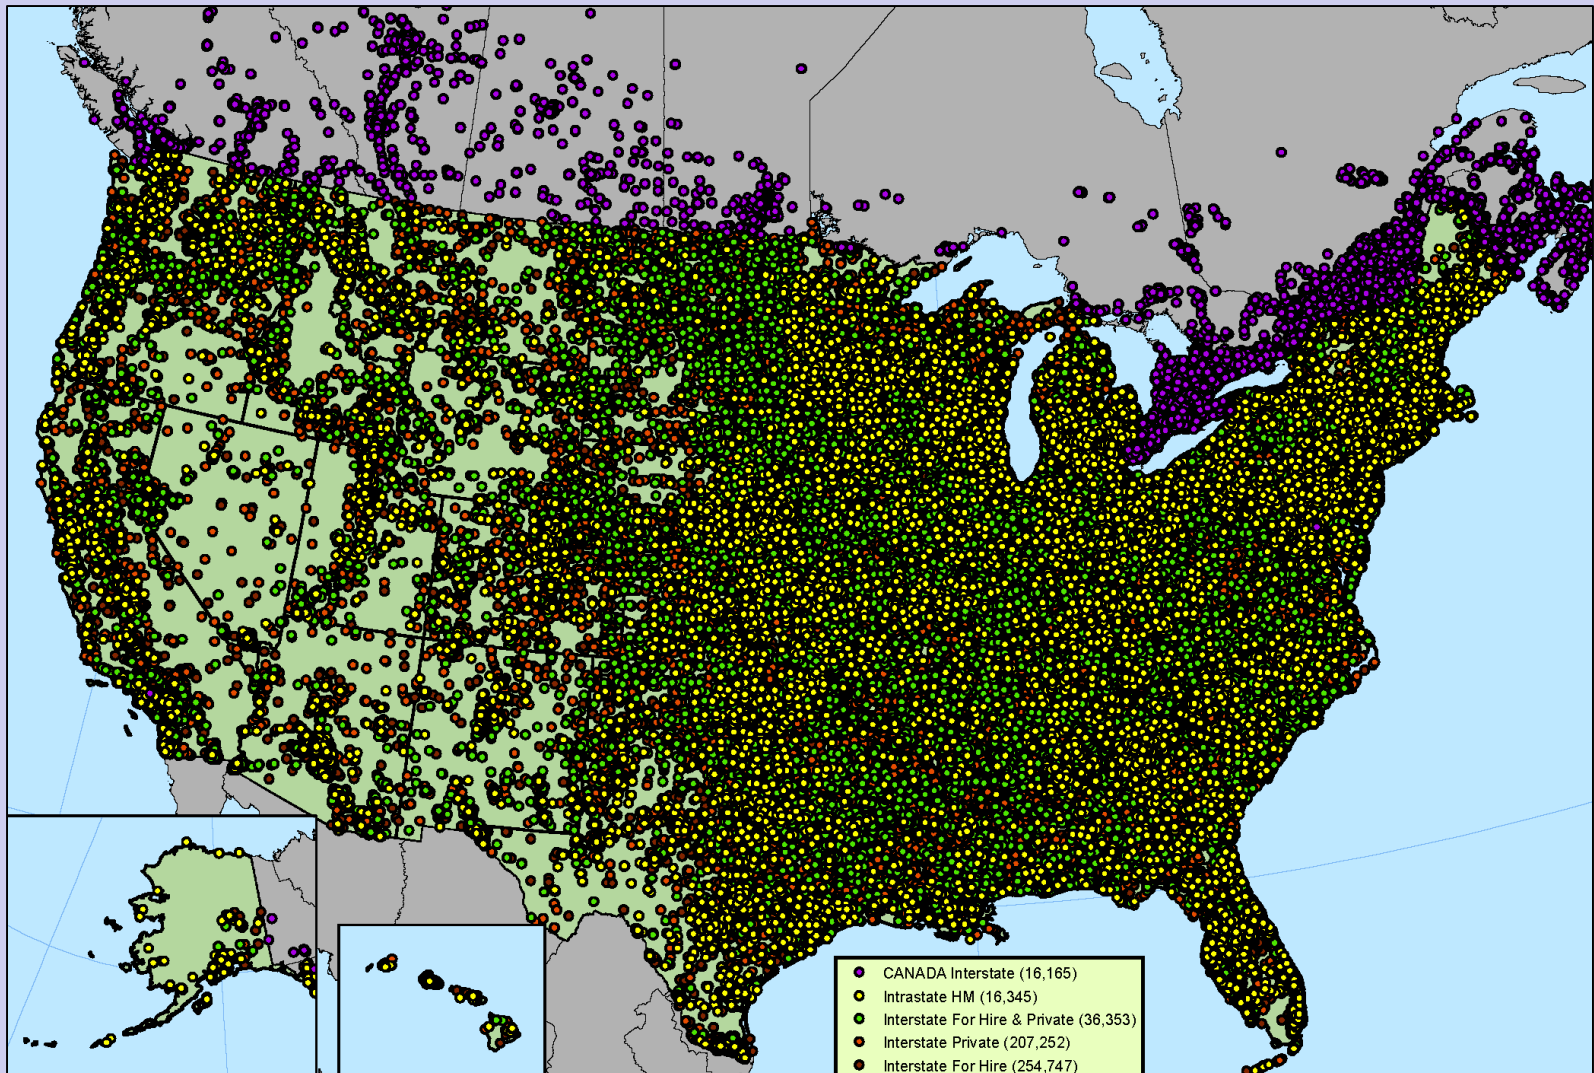 CANADA Interstate (16,165)
Intrastate HM (16,345)
Interstate For Hire & Private (36,353)
Interstate Private (207,252)
Interstate For Hire (254,747)